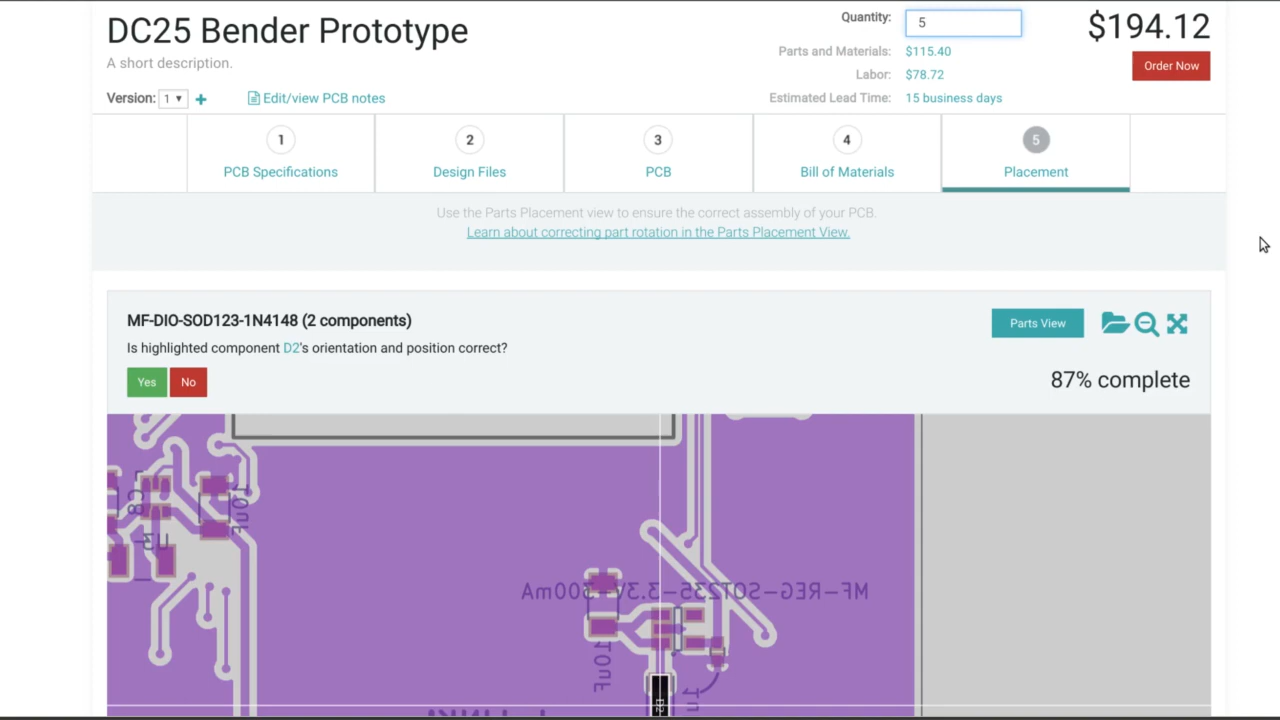 DC25 Bender Prototype
A short description.
Version: 1 Edit/view PCB notes
Quantity: 5
Parts and Materials: $115.40
Labor: $78.72
Estimated Lead Time: 15 business days
$194.12
Order Now
1 2 3 4 5
PCB Specifications Design Files PCB Bill of Materials Placement
Use the Parts Placement view to ensure the correct assembly of your PCB.
Learn about correcting part rotation in the Parts Placement View.
MF-DIO-SOD123-1N4148 (2 components)
Is highlighted component D2's orientation and position correct?
Yes No
Parts View
87% complete
C8
10uF
U3
MF-REG-SOT235-3.3V-500mA
10uF
1u
D2